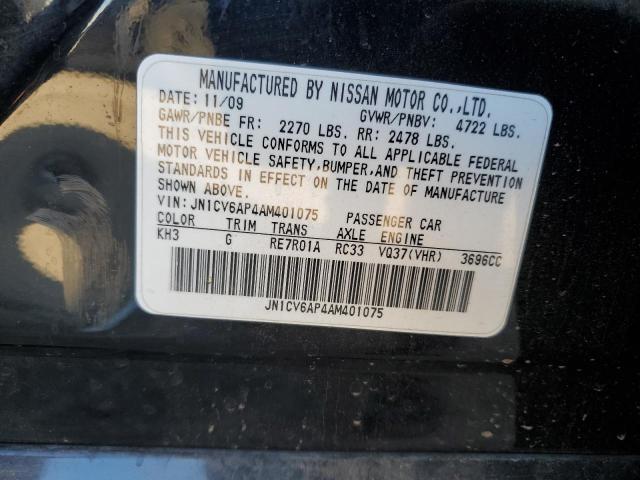 MANUFACTURED BY NISSAN MOTOR CO.,LTD.
DATE: 11/09 GVWR/PNBV: 4722 LBS.
GAWR/PNBE FR: 2270 LBS. RR: 2478 LBS.
THIS VEHICLE CONFORMS TO ALL APPLICABLE FEDERAL
MOTOR VEHICLE SAFETY,BUMPER,AND THEFT PREVENTION
STANDARDS IN EFFECT ON THE DATE OF MANUFACTURE
SHOWN ABOVE.
VIN: JN1CV6AP4AM401075 PASSENGER CAR
COLOR TRIM TRANS AXLE ENGINE
KH3 G RE7R01A RC33 VQ37(VHR) 3696CC
JN1CV6AP4AM401075